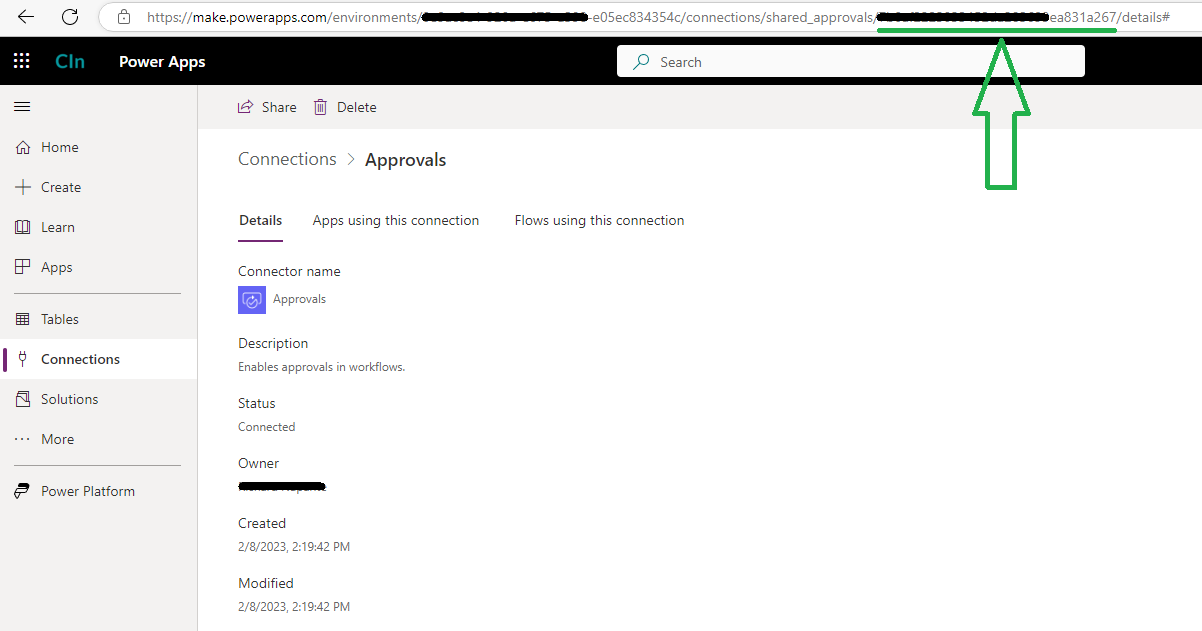 https://make.powerapps.com/environments/ -e05ec834354c/connections/shared_approvals/ ea831a267/details#
CIn Power Apps Search
Share Delete
Home
Create
Learn
Apps
Tables
Connections
Solutions
More
Power Platform
Connections > Approvals
Details Apps using this connection Flows using this connection
Connector name
Approvals
Description
Enables approvals in workflows.
Status
Connected
Owner
Created
2/8/2023, 2:19:42 PM
Modified
2/8/2023, 2:19:42 PM